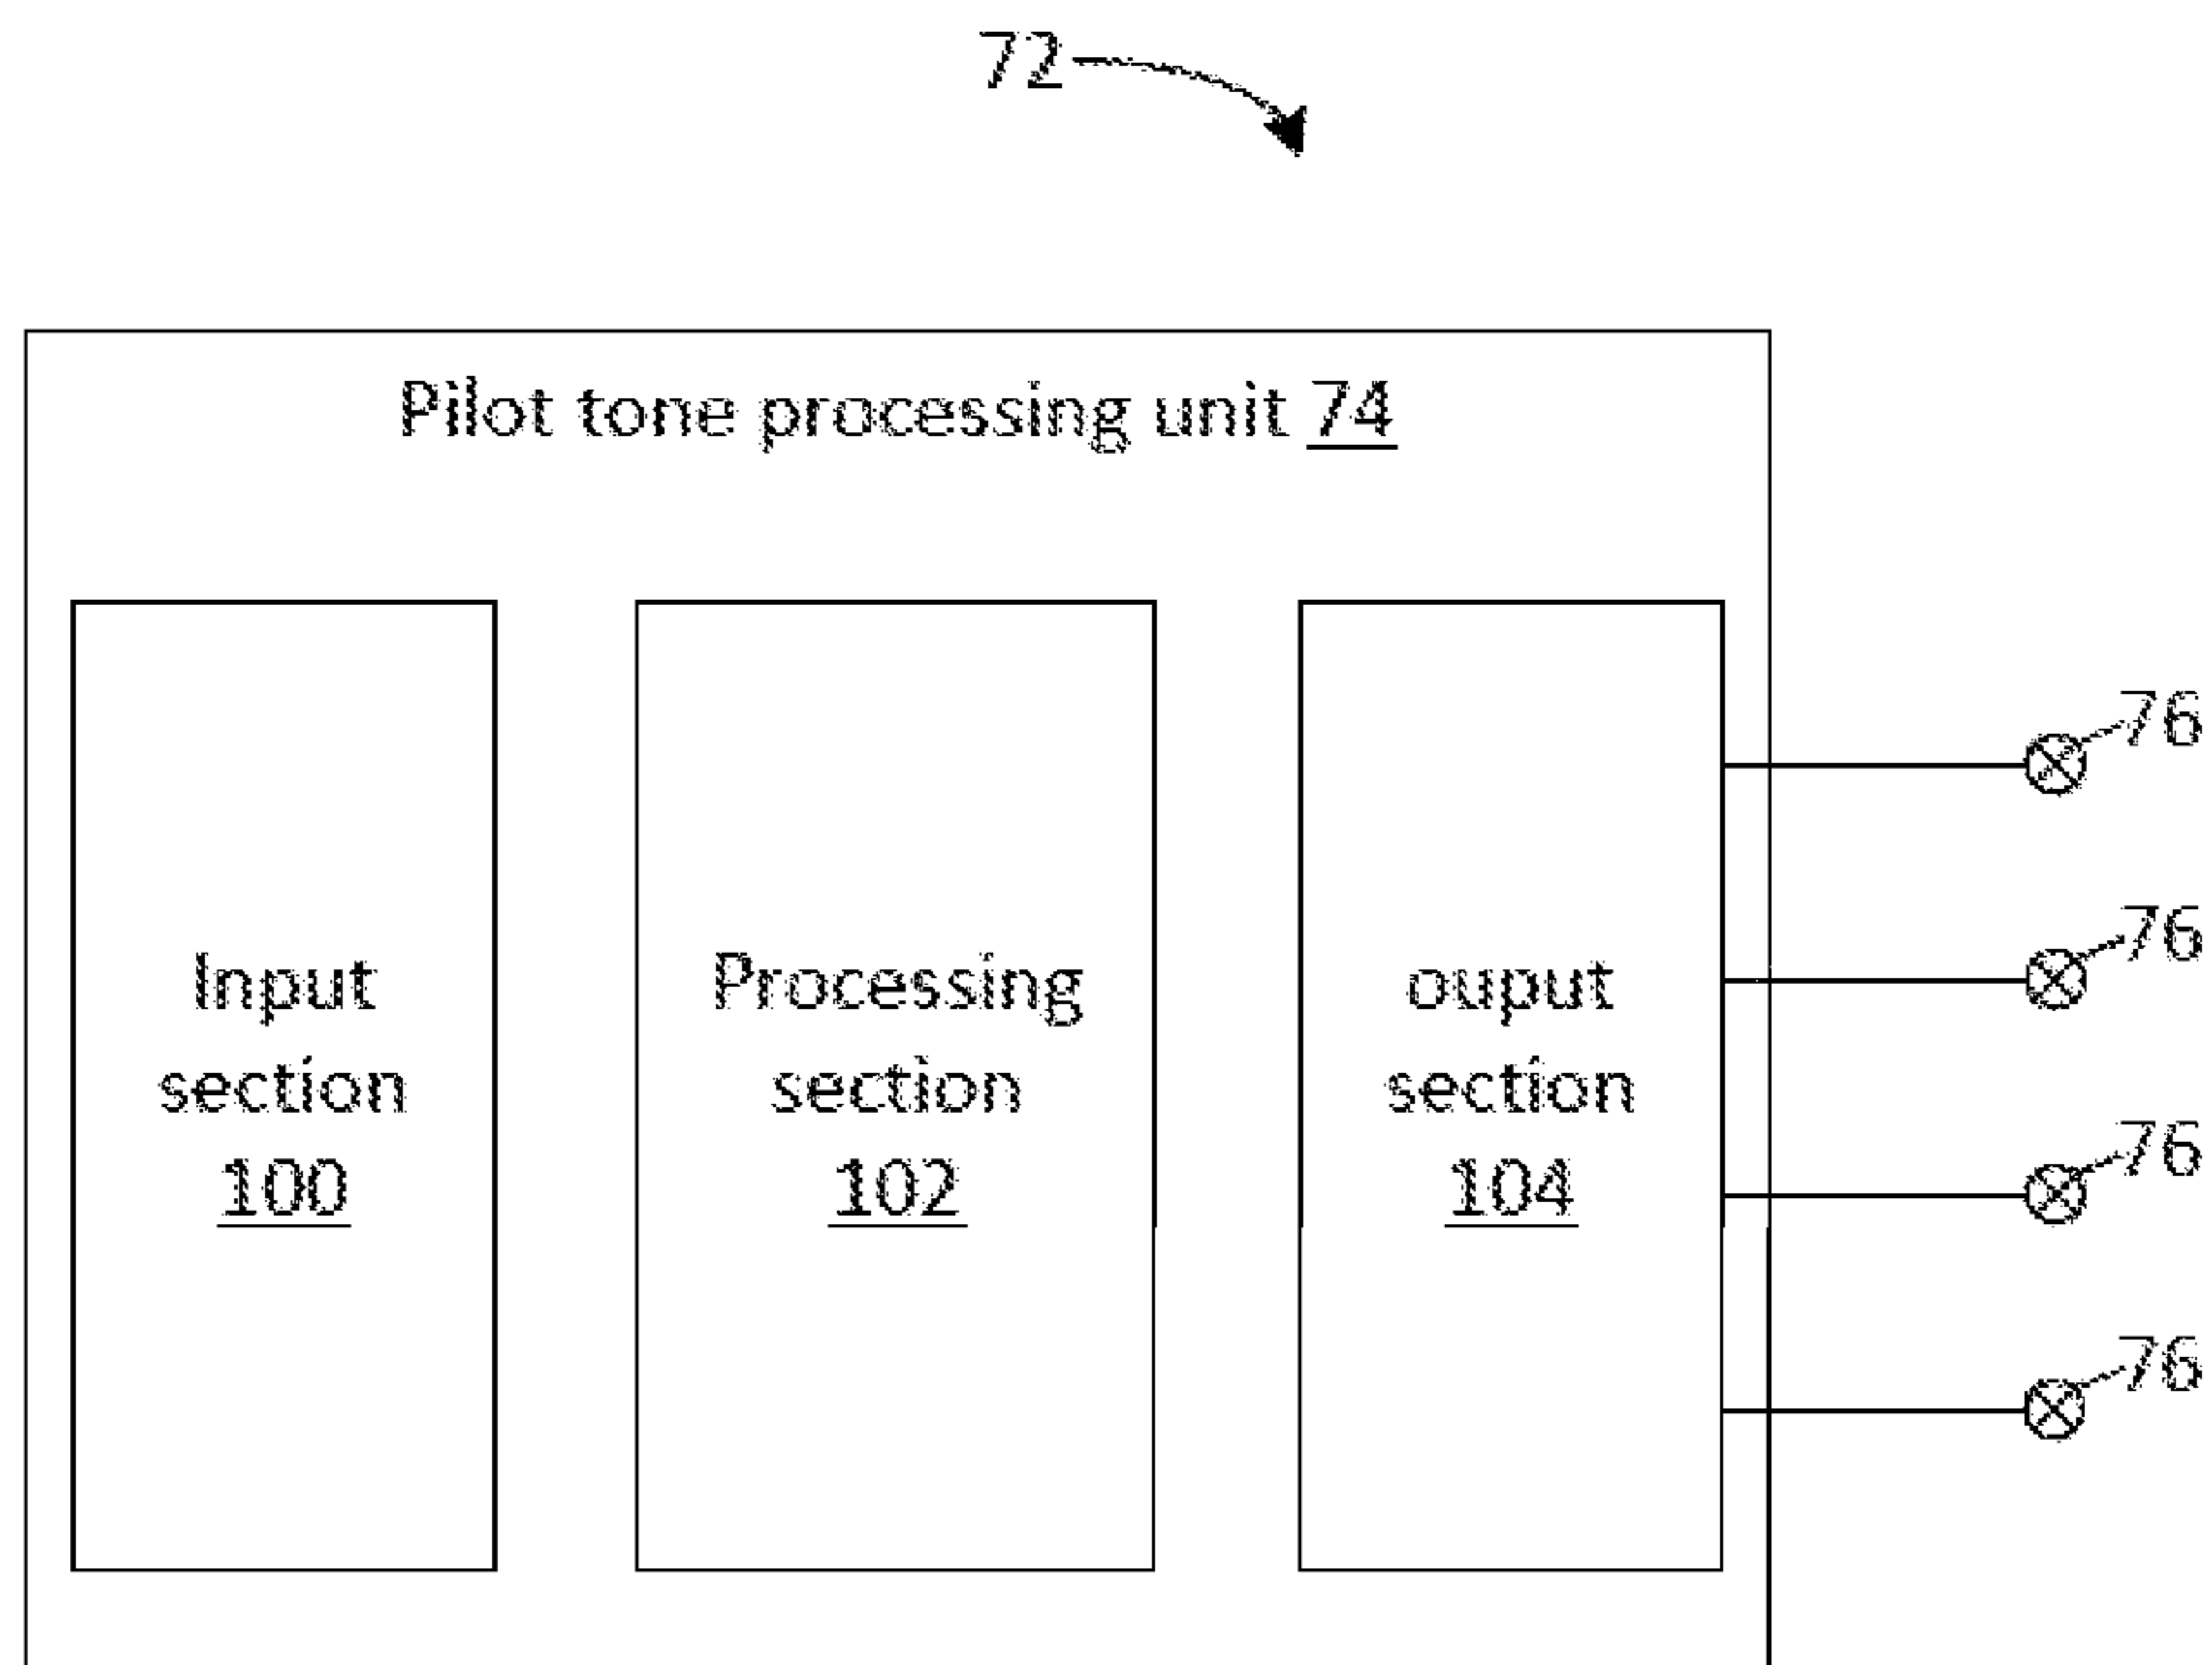 72
Pilot tone processing unit 74
Input
section
100
Processing
section
102
ouput
section
104
76
76
76
76